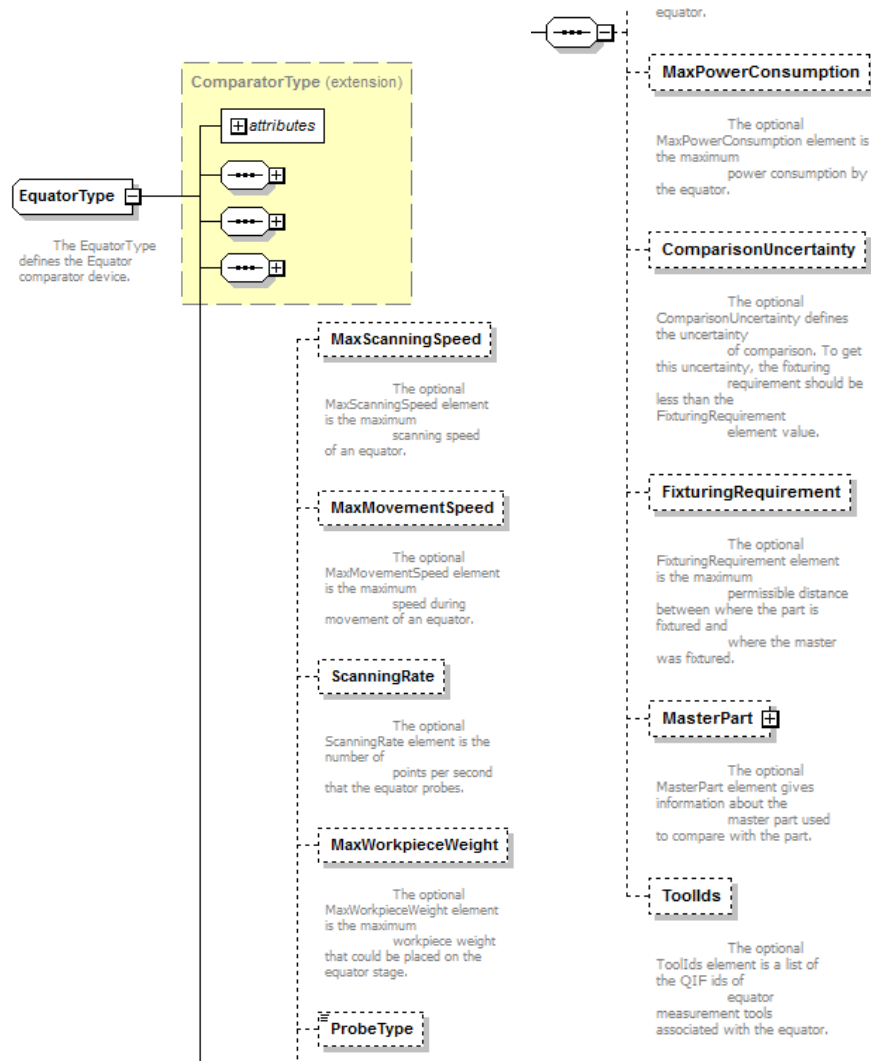 ComparatorType (extension)
attributes
EquatorType
The EquatorType
defines the Equator
comparator device.
MaxScanningSpeed
The optional
MaxScanningSpeed element
is the maximum
scanning speed
of an equator.
MaxMovementSpeed
The optional
MaxMovementSpeed element
is the maximum
speed during
movement of an equator.
ScanningRate
The optional
ScanningRate element is the
number of
points per second
that the equator probes.
MaxWorkpieceWeight
The optional
MaxWorkpieceWeight element
is the maximum
workpiece weight
that could be placed on the
equator stage.
ProbeType
equator.
MaxPowerConsumption
The optional
MaxPowerConsumption element is
the maximum
power consumption by
the equator.
ComparisonUncertainty
The optional
ComparisonUncertainty defines
the uncertainty
of comparison. To get
this uncertainty, the fixturing
requirement should be
less than the
FixturingRequirement
element value.
FixturingRequirement
The optional
FixturingRequirement element
is the maximum
permissible distance
between where the part is
fixtured and
where the master
was fixtured.
MasterPart
The optional
MasterPart element gives
information about the
master part used
to compare with the part.
ToolIds
The optional
ToolIds element is a list of
the QIF ids of
equator
measurement tools
associated with the equator.